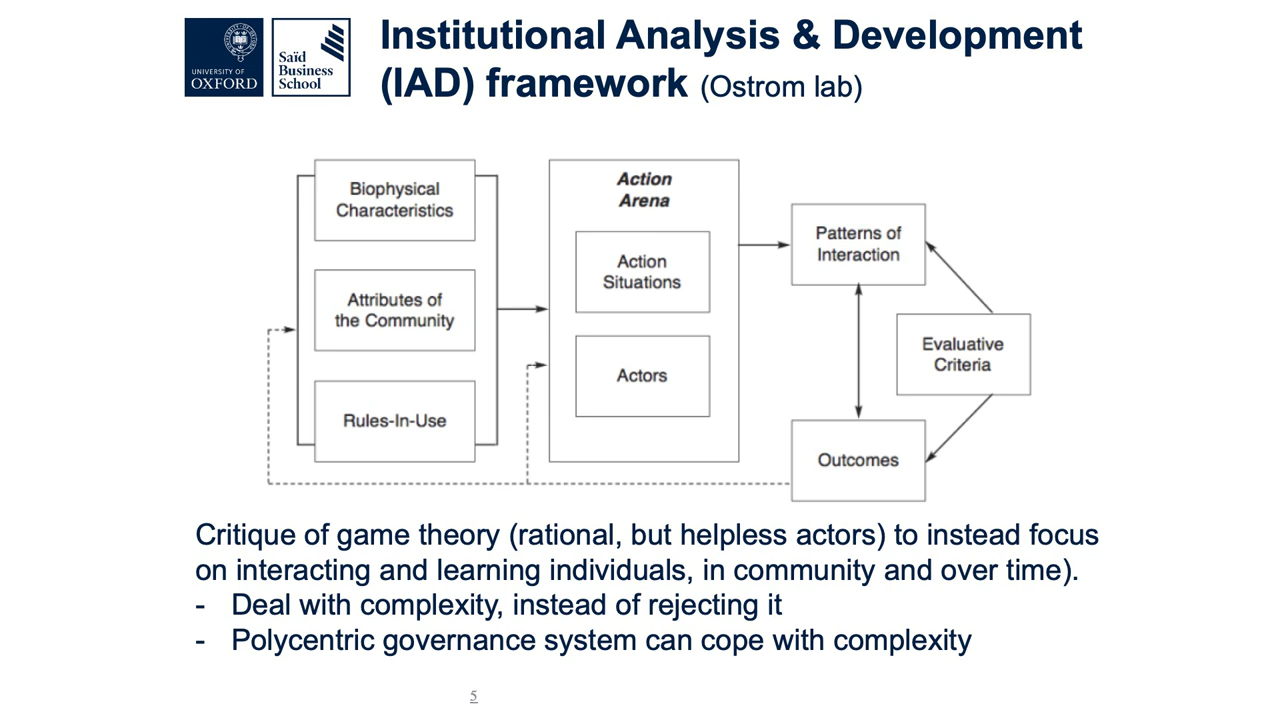 UNIVERSITY OF
OXFORD
Saïd
Business
School
Institutional Analysis & Development
(IAD) framework (Ostrom lab)
Biophysical
Characteristics
Attributes of
the Community
Rules-In-Use
Action
Arena
Action
Situations
Actors
Patterns of
Interaction
Evaluative
Criteria
Outcomes
Critique of game theory (rational, but helpless actors) to instead focus
on interacting and learning individuals, in community and over time).
- Deal with complexity, instead of rejecting it
- Polycentric governance system can cope with complexity
5